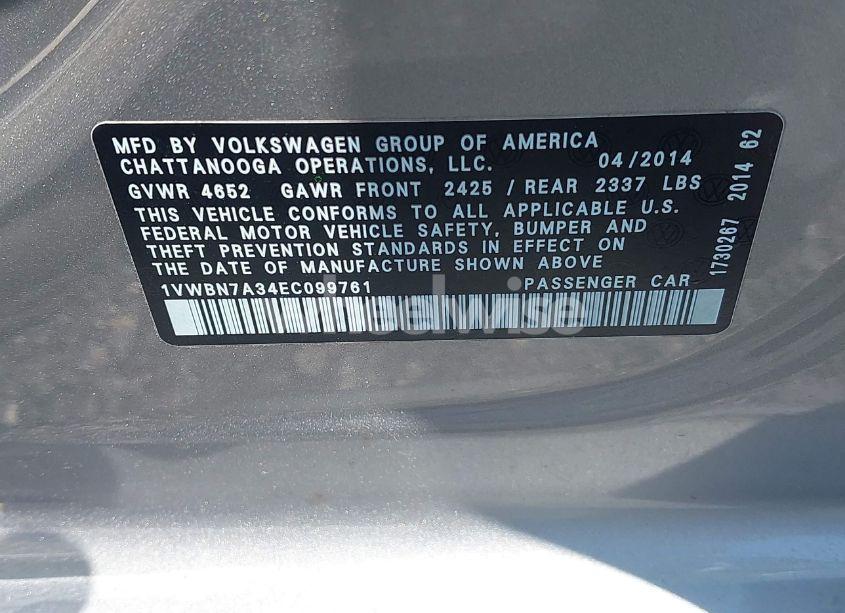 MFD BY VOLKSWAGEN GROUP OF AMERICA
CHATTANOOGA OPERATIONS, LLC. 04/2014
GVWR 4652 GAWR FRONT 2425 / REAR 2337 LBS
THIS VEHICLE CONFORMS TO ALL APPLICABLE U.S.
FEDERAL MOTOR VEHICLE SAFETY, BUMPER AND
THEFT PREVENTION STANDARDS IN EFFECT ON
THE DATE OF MANUFACTURE SHOWN ABOVE.
1VWBN7A34EC099761 PASSENGER CAR
1730267 2014 62
wheelwise